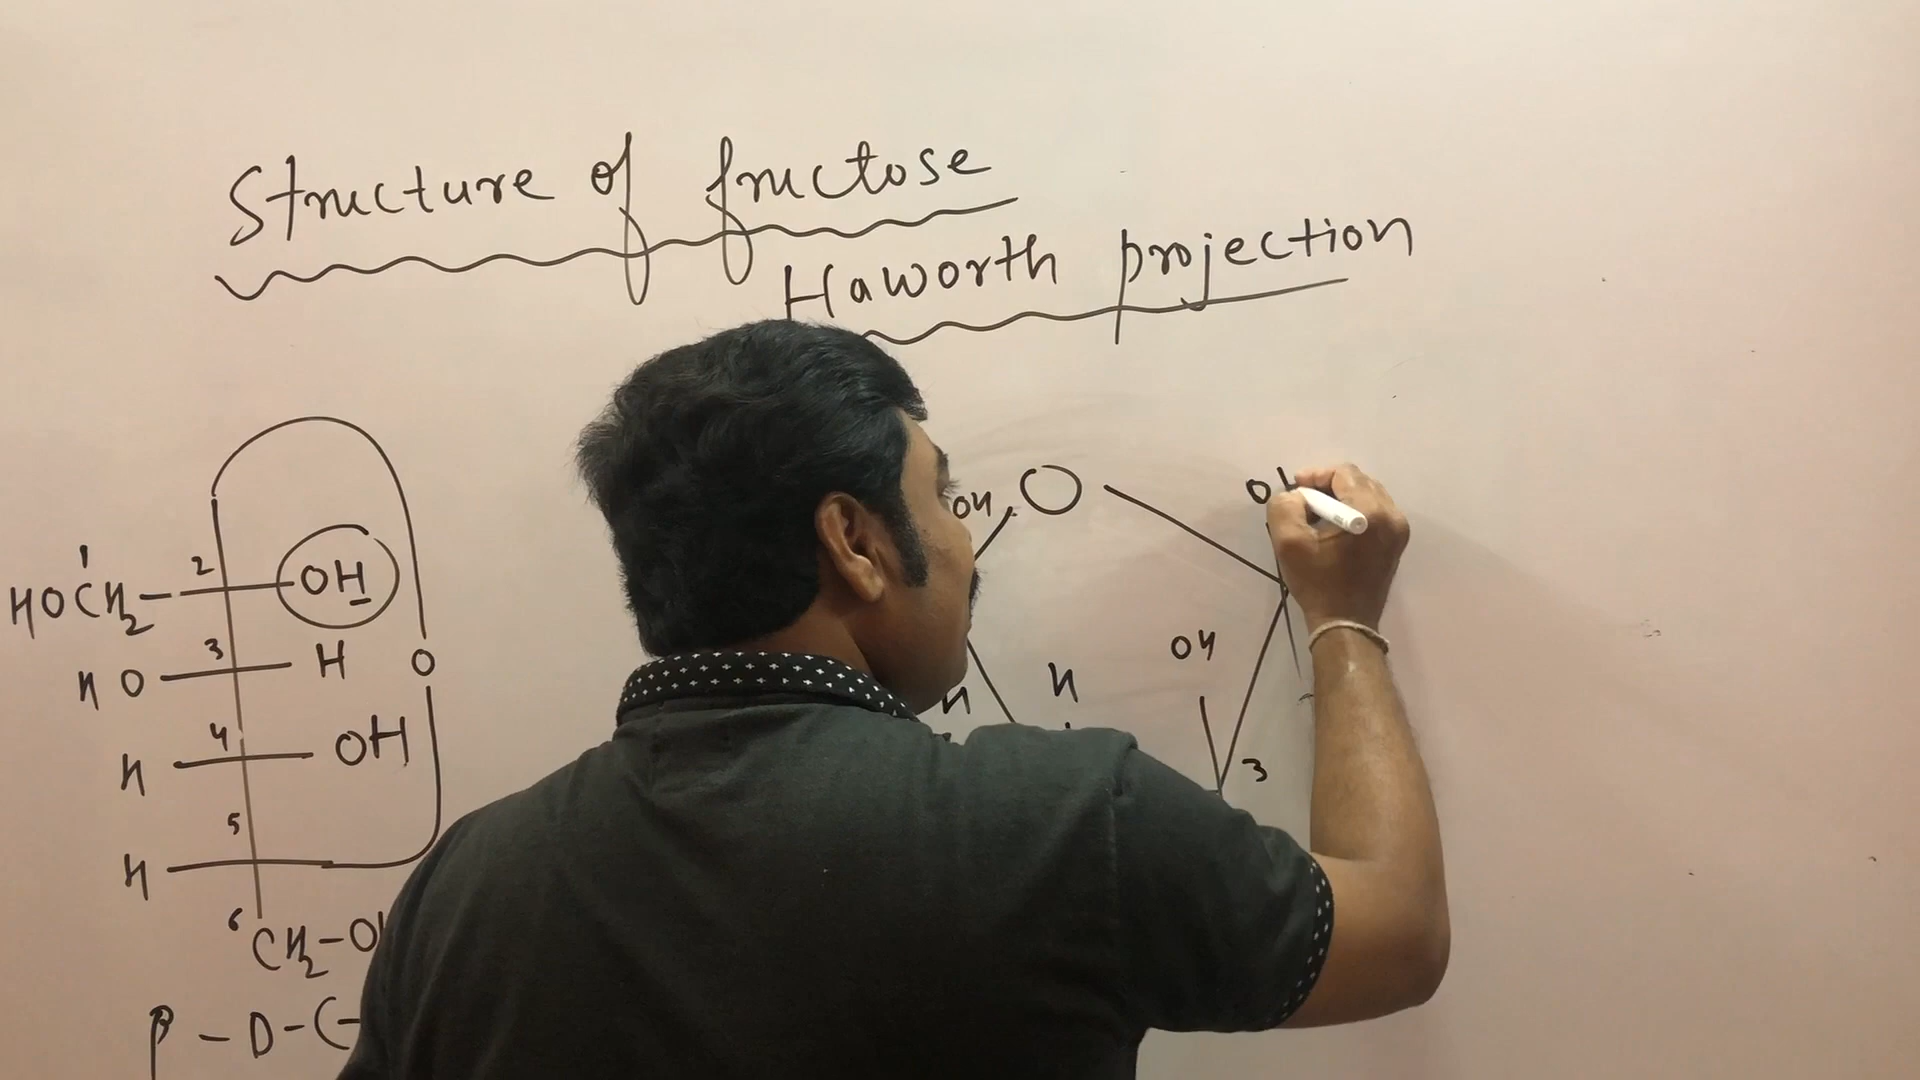 Structure of fructose
Haworth projection
OH O OH
1
HOCH2 2 OH
OH
3
HO H O
H H
4
H OH
3
5
H
6
CH2-O
β-D-(-